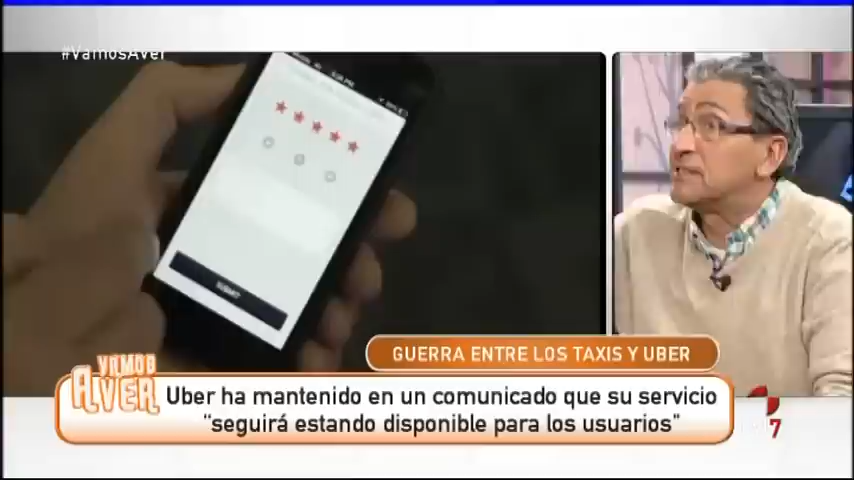 #VamosAver
SUBMIT
GUERRA ENTRE LOS TAXIS Y UBER
VAMOS
AVER
Uber ha mantenido en un comunicado que su servicio
"seguirá estando disponible para los usuarios"
7